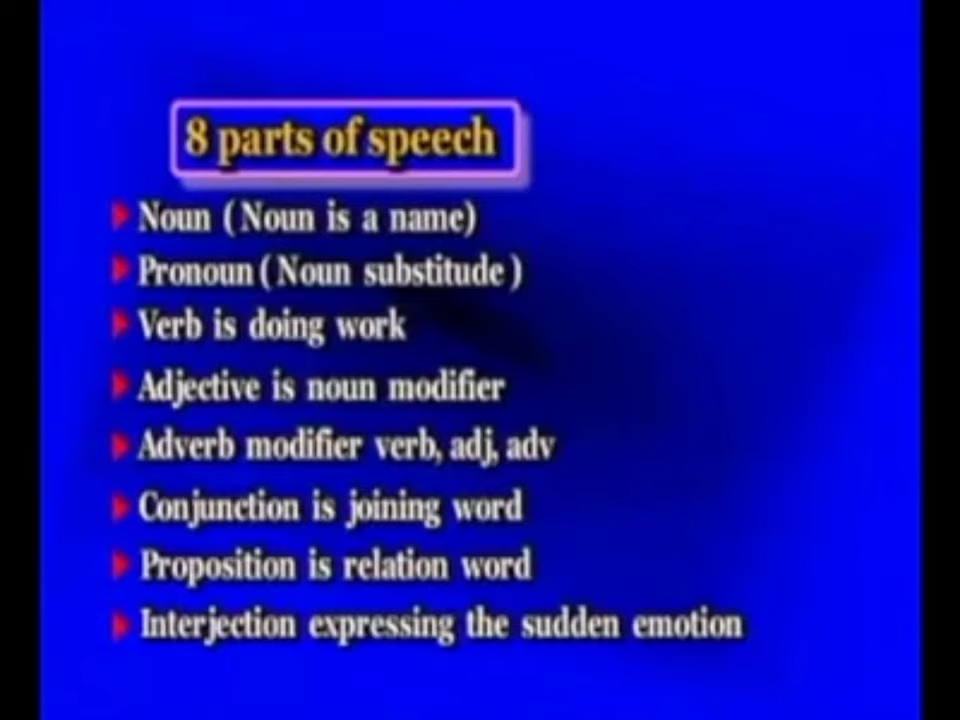 8 parts of speech
Noun (Noun is a name)
Pronoun (Noun substitude)
Verb is doing work
Adjective is noun modifier
Adverb modifier verb, adj, adv
Conjunction is joining word
Proposition is relation word
Interjection expressing the sudden emotion